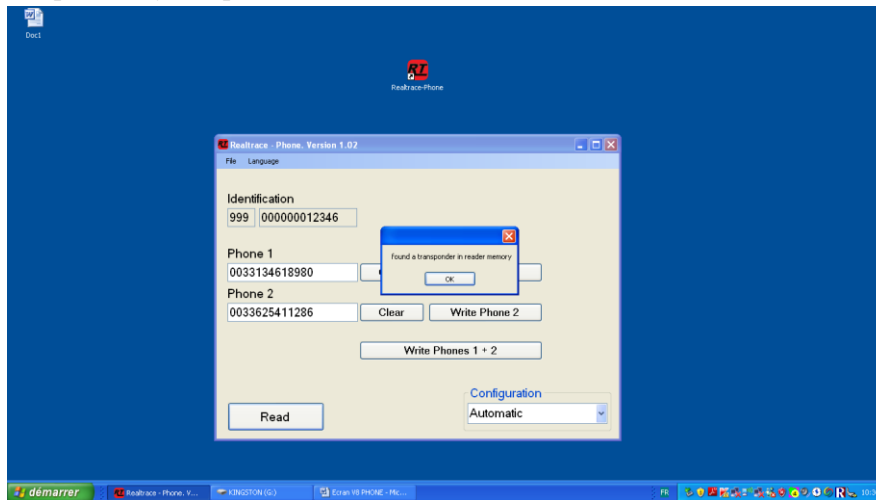 Doc1
RT
Realtrace-Phone
Realtrace - Phone. Version 1.02
File Language
Identification
999 000000012346
found a transponder in reader memory
OK
Phone 1
0033134618980
Phone 2
0033625411286 Clear Write Phone 2
Write Phones 1 + 2
Configuration
Read Automatic
démarrer Realtrace - Phone. V... KINGSTON (G:) Ecran V8 PHONE - Mic... FR 10:3